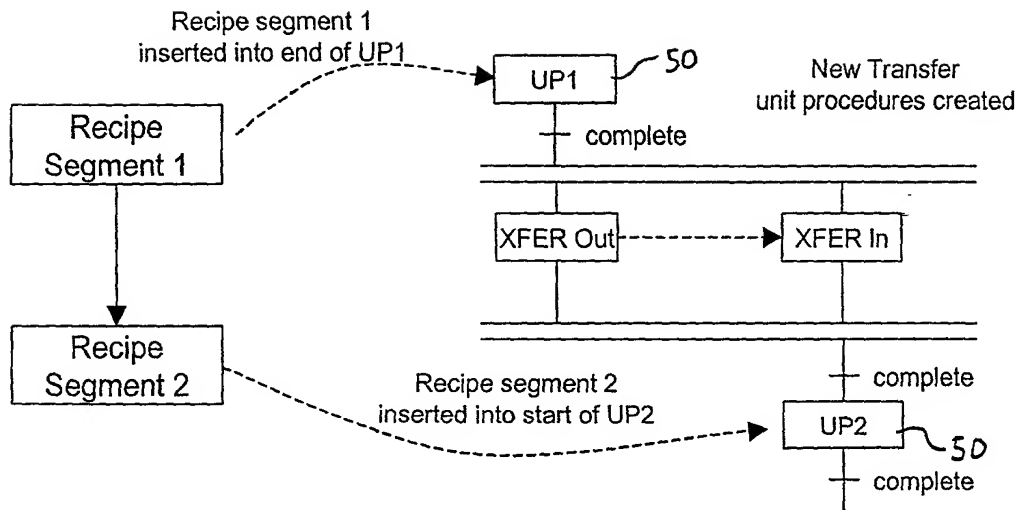 Recipe segment 1
inserted into end of UP1
50
UP1
New Transfer
unit procedures created
Recipe
Segment 1
complete
XFER Out
XFER In
Recipe
Segment 2
Recipe segment 2
inserted into start of UP2
complete
UP2
50
complete